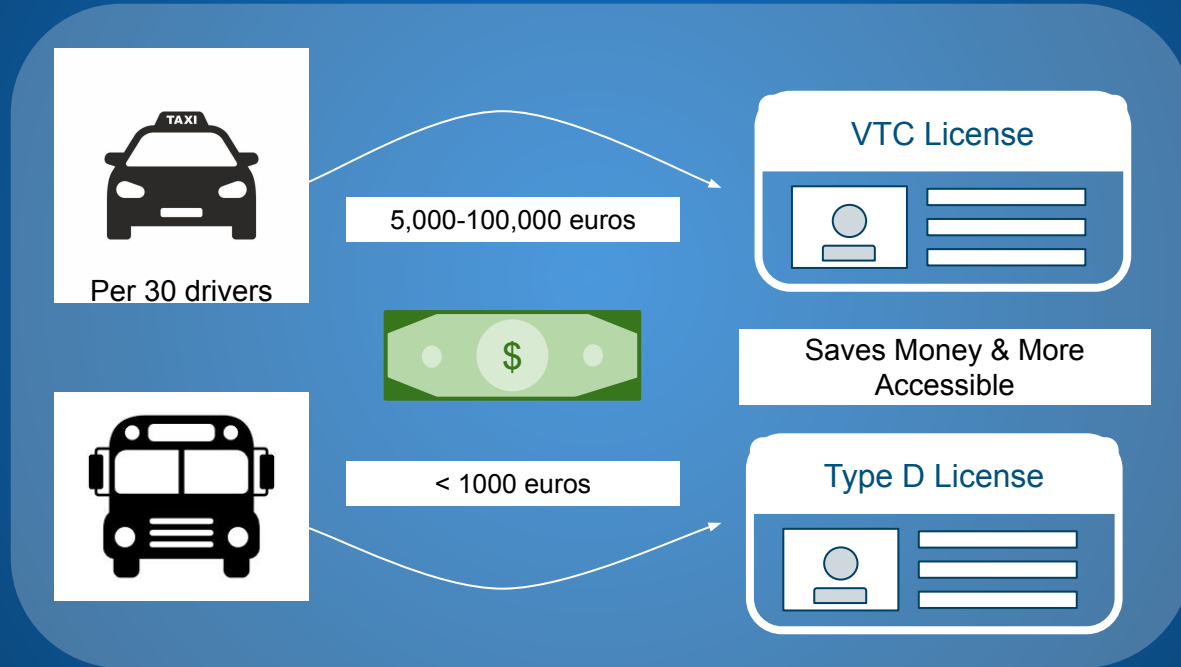 TAXI
Per 30 drivers
5,000-100,000 euros
VTC License
$
Saves Money & More
Accessible
< 1000 euros
Type D License